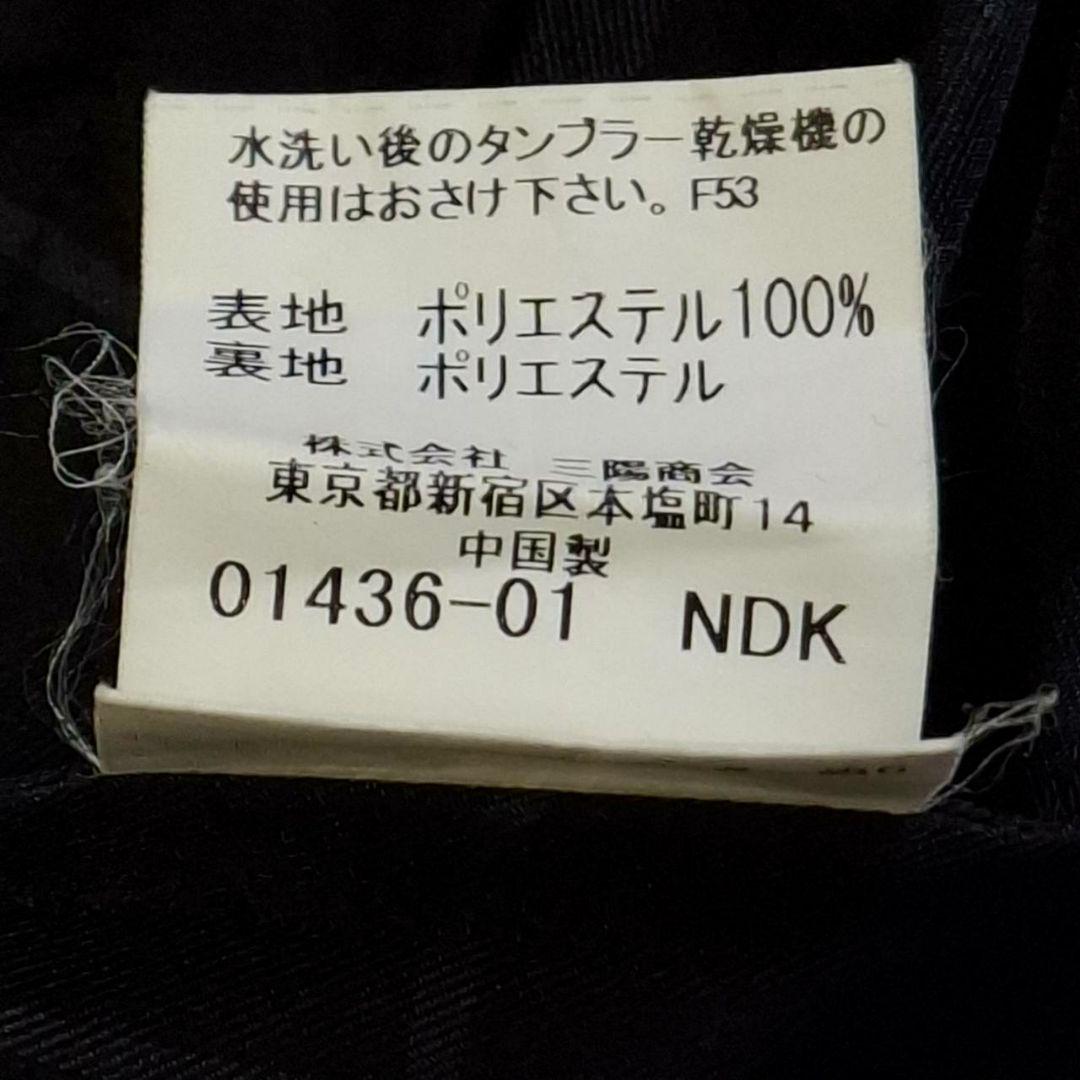 水洗い後のタンブラー乾燥機の
使用はおさけ下さい。F53
表地 ポリエステル100%
裏地 ポリエステル
株式会社 三陽商会
東京都新宿区本塩町14
中国製
01436-01 NDK